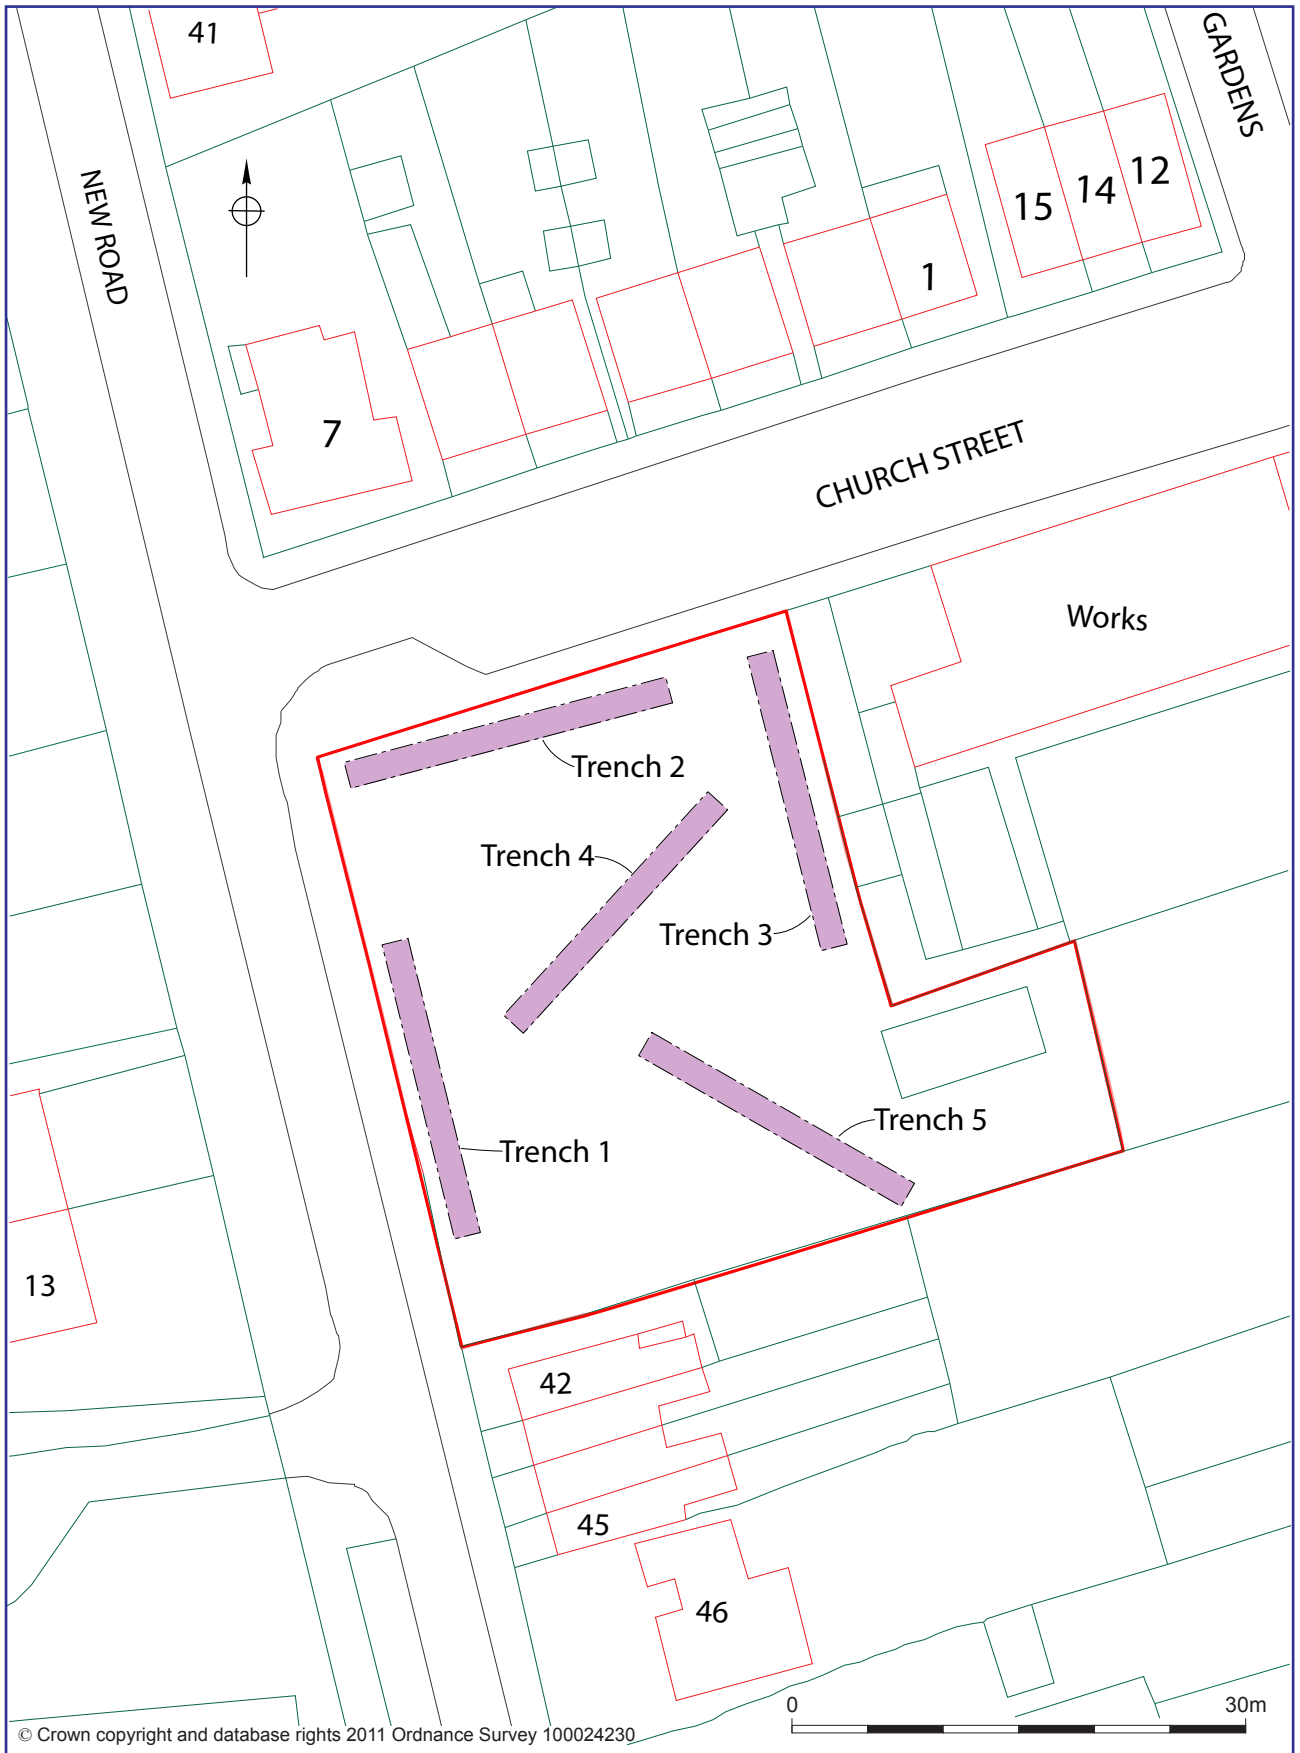 41
GARDENS
NEW ROAD
12
14
15
1
7
CHURCH STREET
Works
Trench 2
Trench 4
Trench 3
Trench 5
Trench 1
13
42
45
46
0 30m
© Crown copyright and database rights 2011 Ordnance Survey 100024230